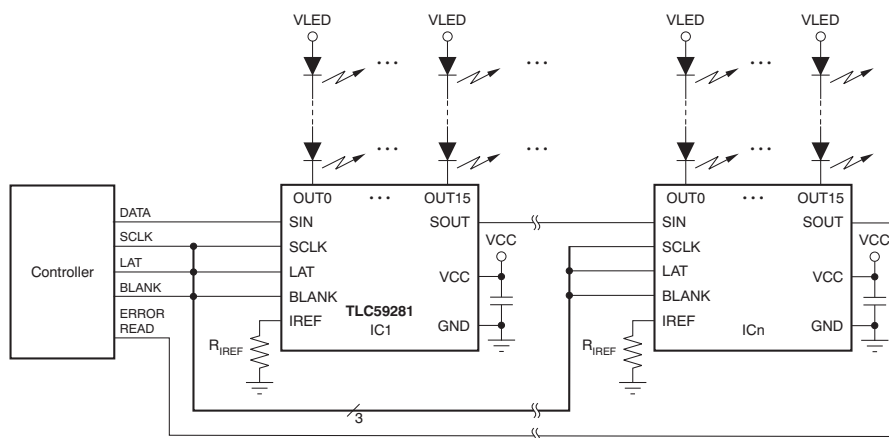 VLED VLED VLED VLED
••• ••• ••• •••
••• ••• ••• •••
OUT0 ••• OUT15 OUT0 ••• OUT15
DATA SIN SOUT SIN SOUT
SCLK SCLK VCC SCLK VCC
Controller LAT LAT VCC LAT VCC
BLANK BLANK BLANK
ERROR READ IREF TLC59281 GND IREF GND
IC1 ICn
RIREF RIREF
3